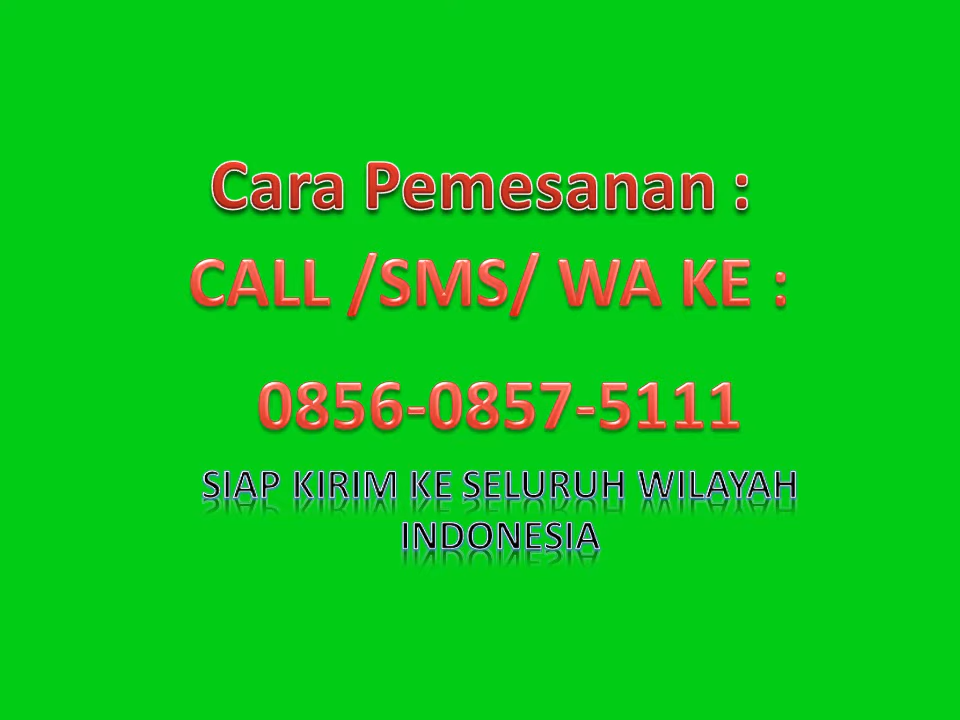 Cara Pemesanan :
CALL /SMS/ WA KE :
0856-0857-5111
SIAP KIRIM KE SELURUH WILAYAH
INDONESIA